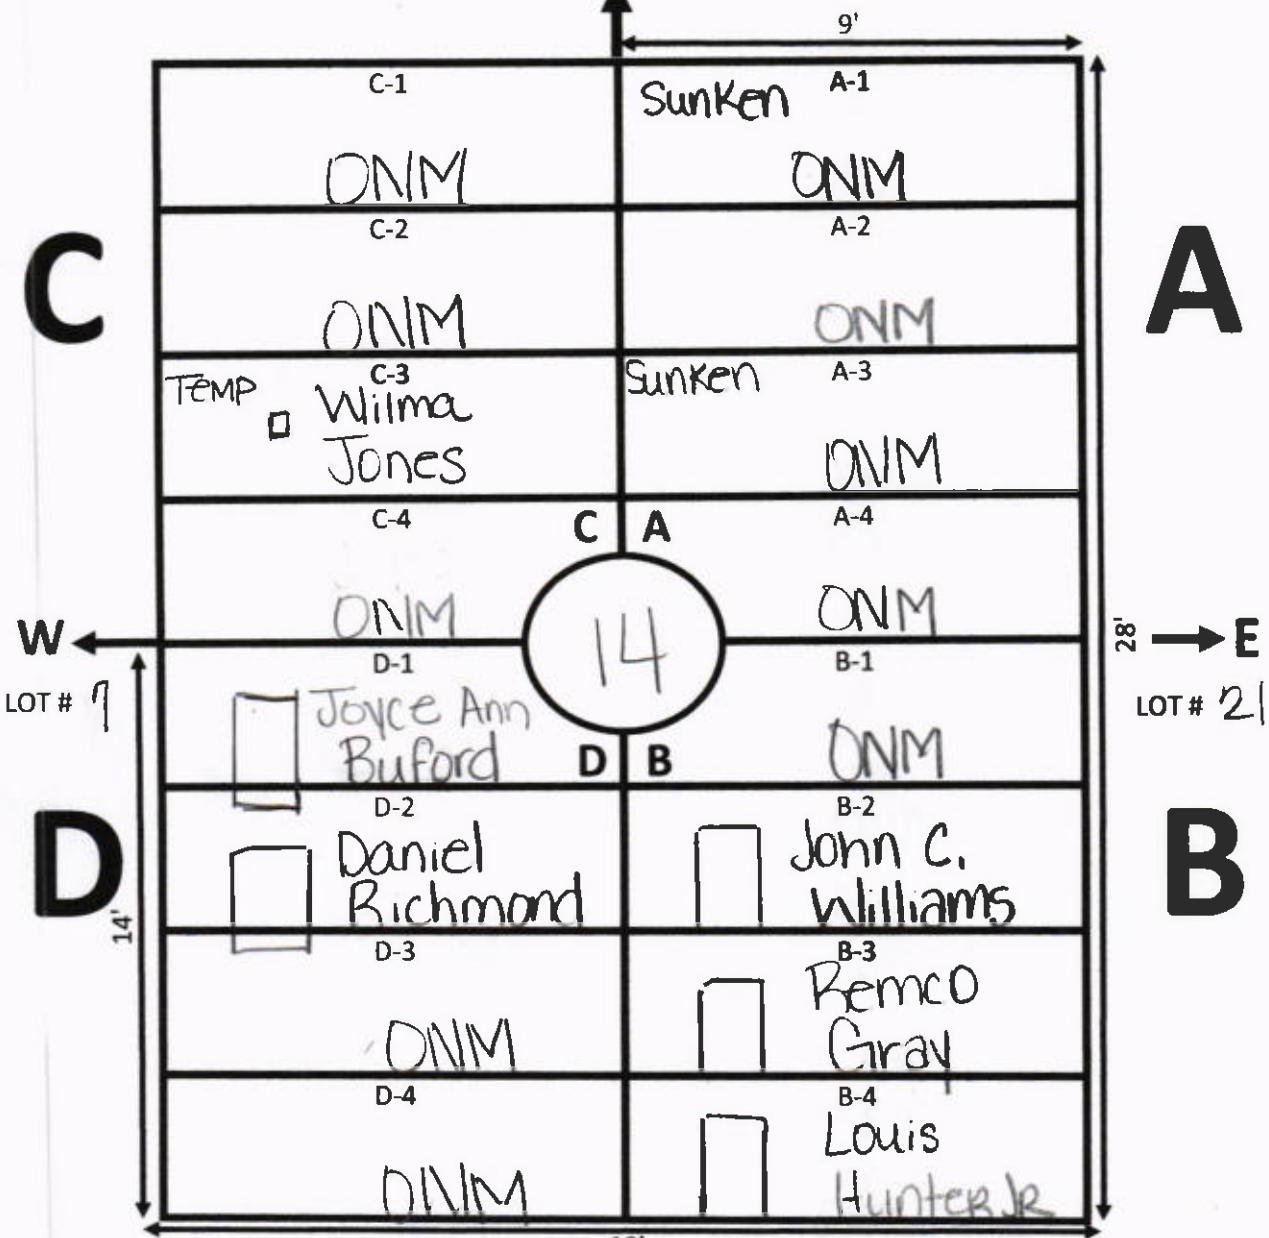 9'
C-1
ONM
Sunken A-1
ONM
C-2
ONM
A-2
ONM
C
A
TEMP C-3
Wilma
Jones
Sunken A-3
ONM
C-4
ONM
C A
A-4
ONM
14
W
LOT # 7
28'
E
LOT # 21
D-1
Joyce Ann
Buford
D B
B-1
ONM
D
14'
B
D-2
Daniel
Richmond
B-2
John C.
Williams
D-3
ONM
B-3
Remco
Gray
D-4
ONM
B-4
Louis
Hunter JR